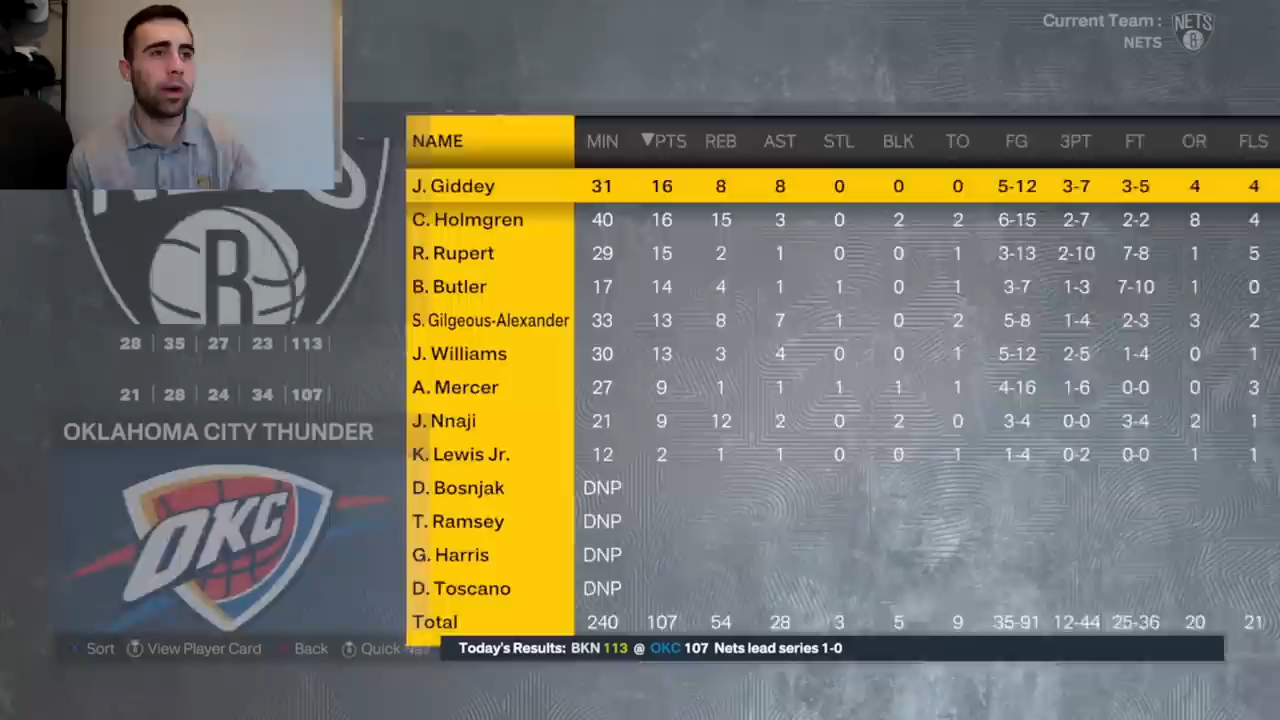 Current Team :
NETS
NETS
B
NETS
B
28 | 35 | 27 | 23 | 113 |
21 | 28 | 24 | 34 | 107 |
OKLAHOMA CITY THUNDER
OKC
NAME MIN ▼PTS REB AST STL BLK TO FG 3PT FT OR FLS
J. Giddey 31 16 8 8 0 0 0 5-12 3-7 3-5 4 4
C. Holmgren 40 16 15 3 0 2 2 6-15 2-7 2-2 8 4
R. Rupert 29 15 2 1 0 0 1 3-13 2-10 7-8 1 5
B. Butler 17 14 4 1 1 0 1 3-7 1-3 7-10 1 0
S. Gilgeous-Alexander 33 13 8 7 1 0 2 5-8 1-4 2-3 3 2
J. Williams 30 13 3 4 0 0 1 5-12 2-5 1-4 0 1
A. Mercer 27 9 1 1 1 1 1 4-16 1-6 0-0 0 3
J. Nnaji 21 9 12 2 0 2 0 3-4 0-0 3-4 2 1
K. Lewis Jr. 12 2 1 1 0 0 1 1-4 0-2 0-0 1 1
D. Bosnjak DNP
T. Ramsey DNP
G. Harris DNP
D. Toscano DNP
Total 240 107 54 28 3 5 9 35-91 12-44 25-36 20 21
Sort View Player Card Back Quick
Today's Results: BKN 113 @ OKC 107 Nets lead series 1-0